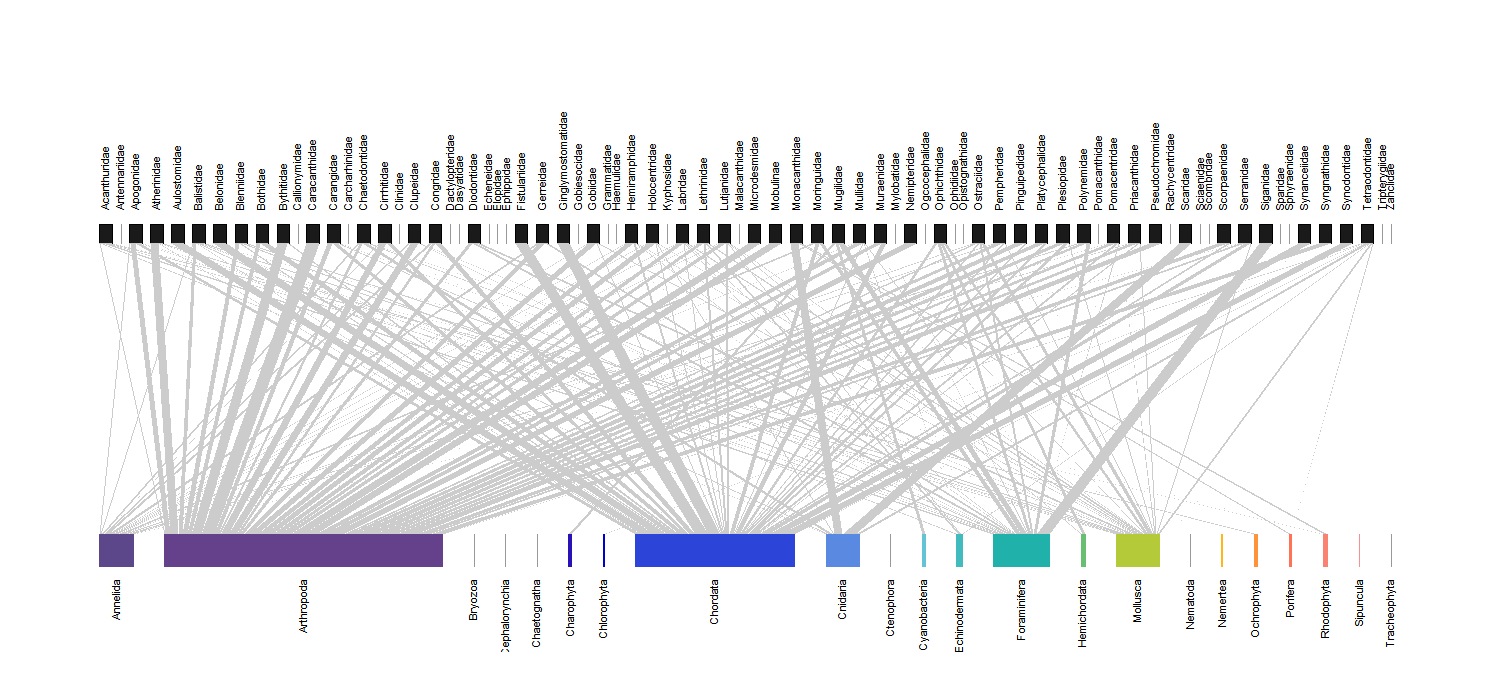 Acanthuridae
Antennariidae
Apogonidae
Atherinidae
Aulostomidae
Balistidae
Belonidae
Blenniidae
Bothidae
Bythitidae
Callionymidae
Caracanthidae
Carangidae
Carcharhinidae
Chaetodontidae
Cirrhitidae
Clinidae
Clupeidae
Congridae
Dactylopteridae
Dasyatidae
Diodontidae
Echeneidae
Elopidae
Ephippidae
Fistulariidae
Gerreidae
Ginglymostomatidae
Gobiesocidae
Gobiidae
Grammatidae
Haemulidae
Hemiramphidae
Holocentridae
Kyphosidae
Labridae
Lethrinidae
Lutjanidae
Malacanthidae
Microdesmidae
Mobulinae
Monacanthidae
Moringuidae
Mugilidae
Mullidae
Muraenidae
Myliobatidae
Nemipteridae
Ogcocephalidae
Ophichthidae
Ophidiidae
Opistognathidae
Ostraciidae
Pempheridae
Pinguipedidae
Platycephalidae
Plesiopidae
Polynemidae
Pomacanthidae
Pomacentridae
Priacanthidae
Pseudochromidae
Rachycentridae
Scaridae
Sciaenidae
Scombridae
Scorpaenidae
Serranidae
Siganidae
Sparidae
Sphyraenidae
Synanceiidae
Syngnathidae
Synodontidae
Tetraodontidae
Tripterygiidae
Zanclidae
Annelida
Arthropoda
Bryozoa
Cephalorynchia
Chaetognatha
Charophyta
Chlorophyta
Chordata
Cnidaria
Ctenophora
Cyanobacteria
Echinodermata
Foraminifera
Hemichordata
Mollusca
Nematoda
Nemertea
Ochrophyta
Porifera
Rhodophyta
Sipuncula
Tracheophyta